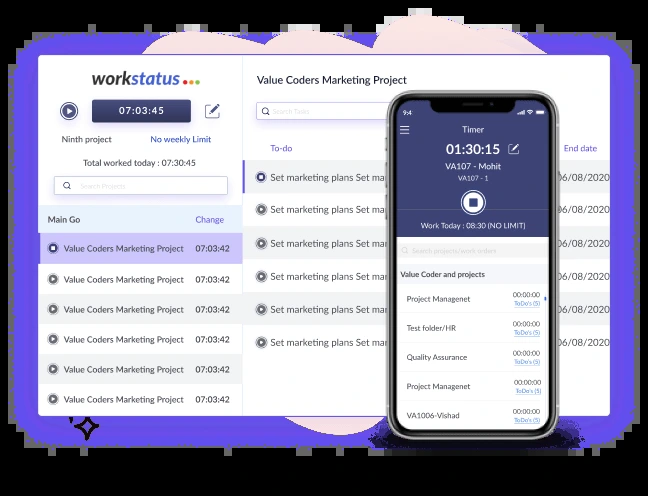 workstatus
07:03:45
Ninth project No weekly Limit
Total worked today : 07:30:45
Search Projects
Main Go Change
Value Coders Marketing Project 07:03:42
Value Coders Marketing Project 07:03:42
Value Coders Marketing Project 07:03:42
Value Coders Marketing Project 07:03:42
Value Coders Marketing Project 07:03:42
Value Coders Marketing Project 07:03:42
Value Coders Marketing Project
Search Tasks
To-do End date
Set marketing plans Set ma 06/08/2020
Set marketing plans Set ma 06/08/2020
Set marketing plans Set ma 06/08/2020
Set marketing plans Set ma 06/08/2020
Set marketing plans Set ma 06/08/2020
Set marketing plans Set ma 06/08/2020
9:4
Timer
01:30:15
VA107 - Mohit
VA107 - 1
Work Today : 08:30 (NO LIMIT)
Search projects/work orders
Value Coder and projects
Project Managenet 00:00:00
ToDo's (5)
Test folder/HR 00:00:00
ToDo's (5)
Quality Assurance 00:00:00
ToDo's (5)
Project Managenet 00:00:00
ToDo's (5)
VA1006-Vishad 00:00:00
ToDo's (5)